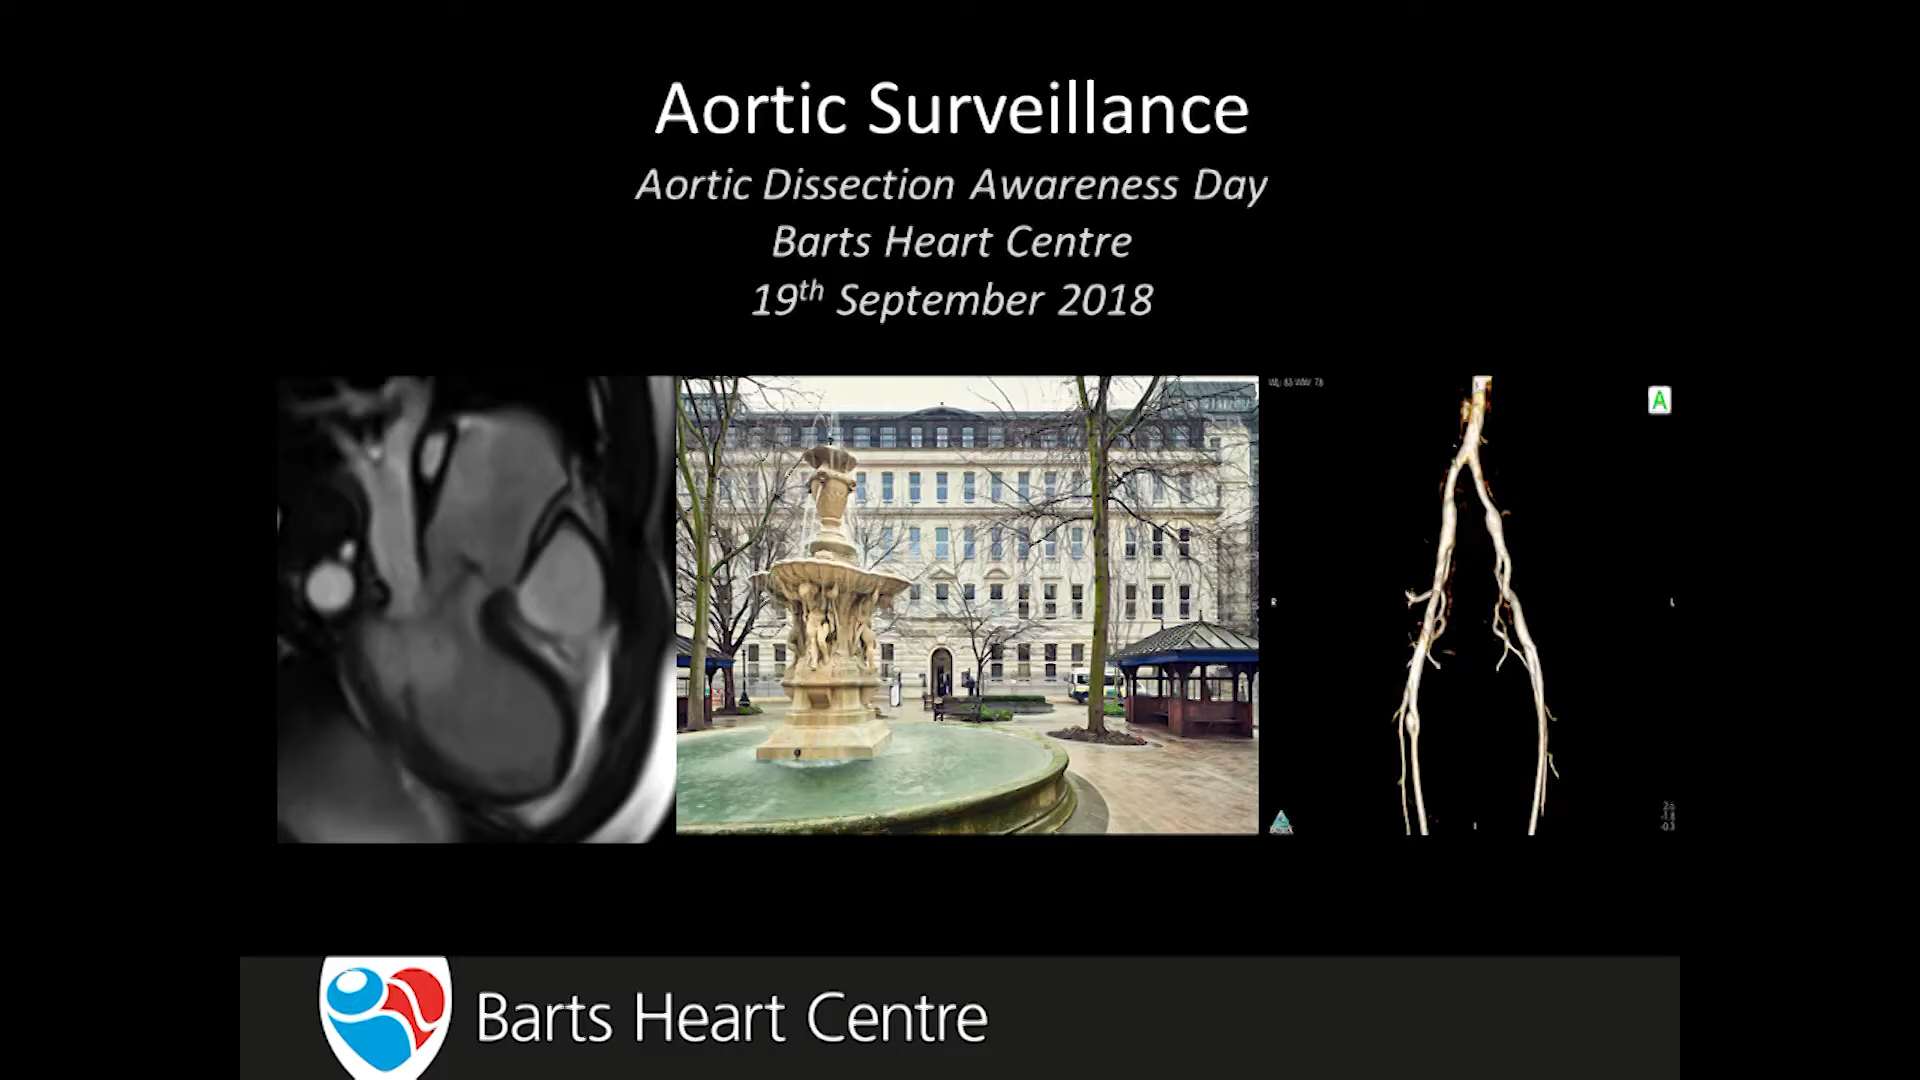 Aortic Surveillance
Aortic Dissection Awareness Day
Barts Heart Centre
19th September 2018
A
R
L
Barts Heart Centre